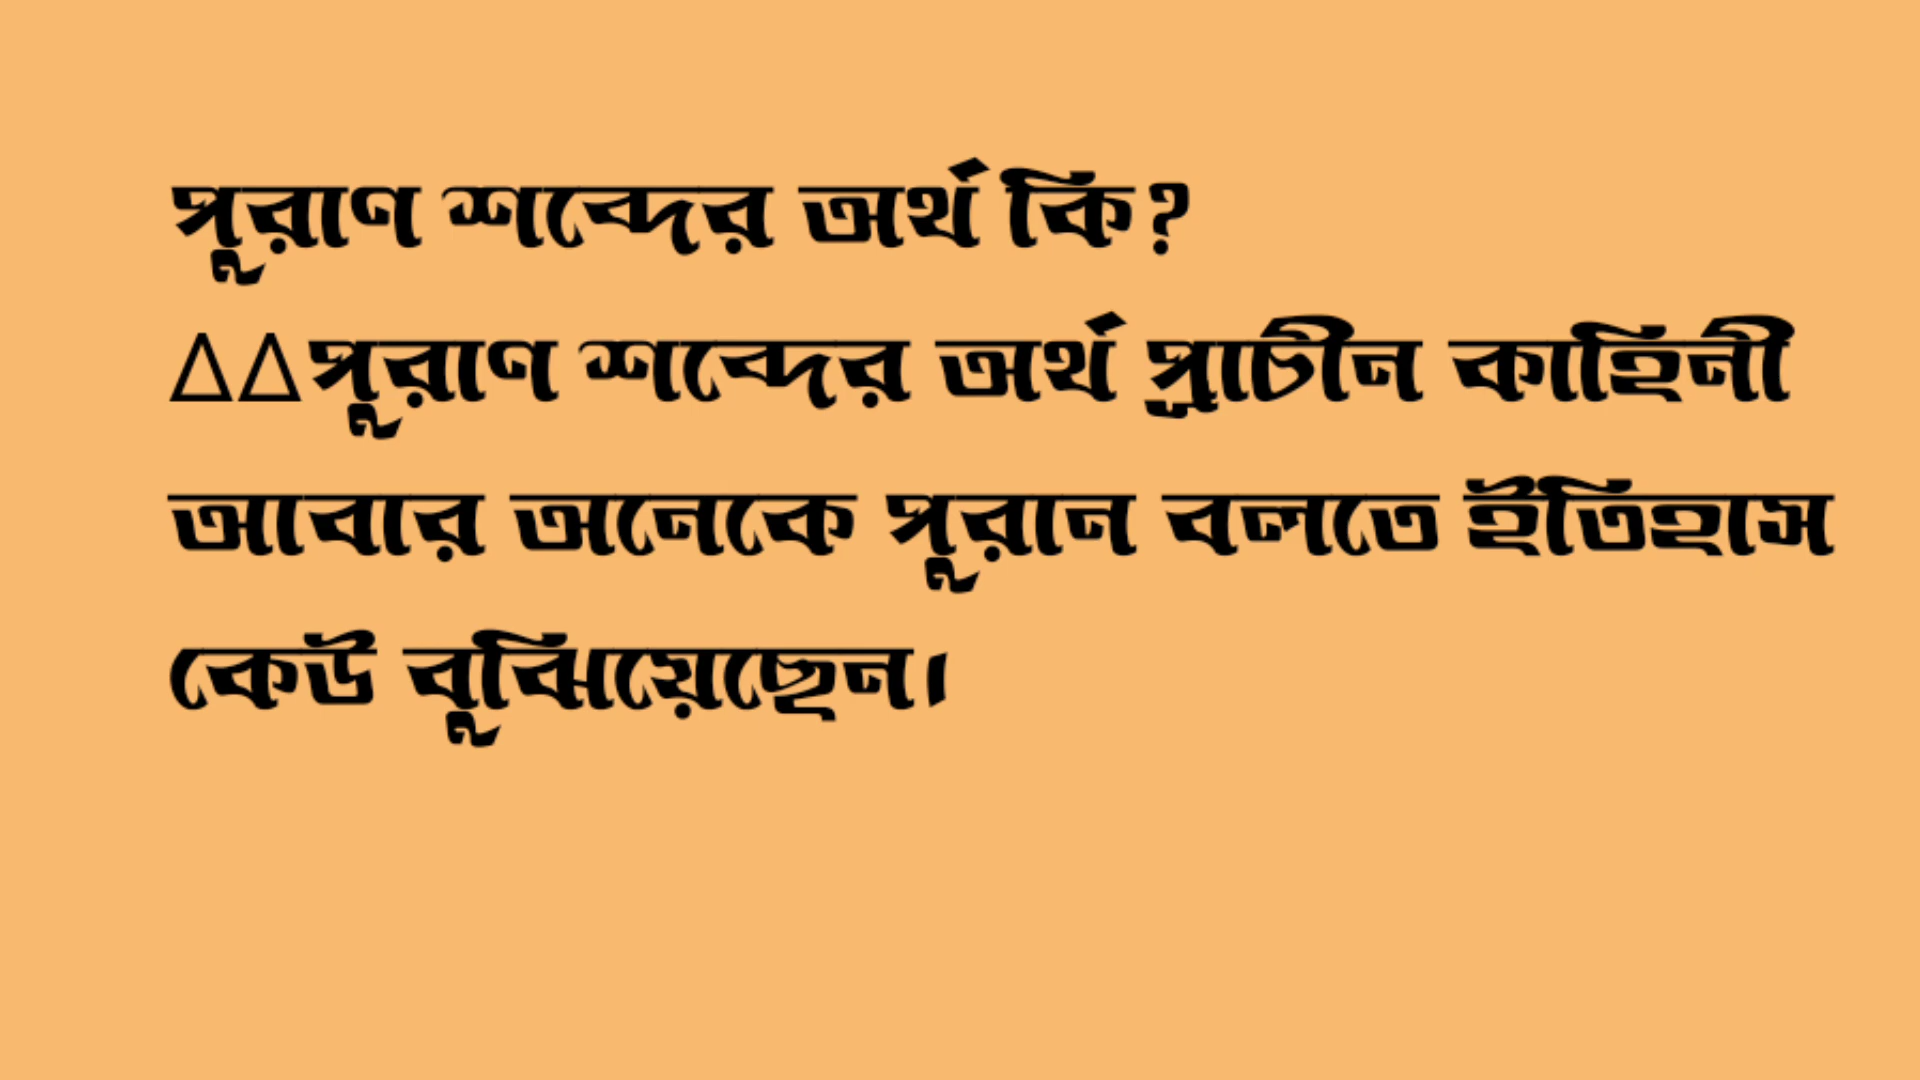 পুরাণ শব্দের অর্থ কি?
∆∆পুরাণ শব্দের অর্থ প্রাচীন কাহিনী
আবার অনেকে পুরান বলতে ইতিহাস
কেউ বুঝিয়েছেন।